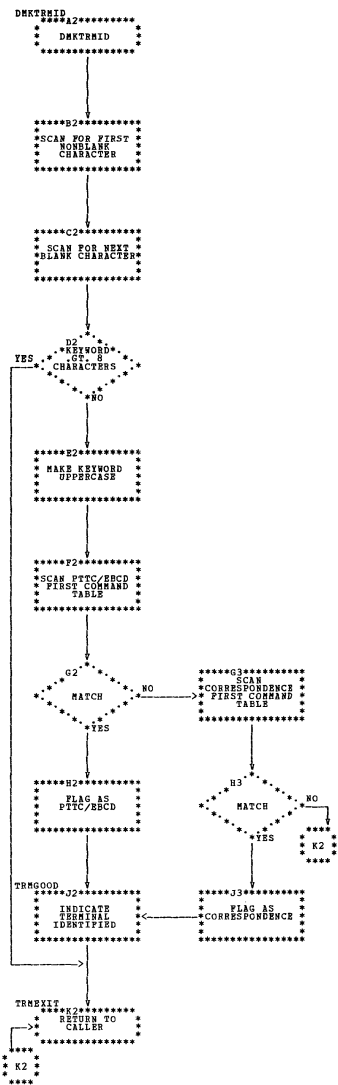 DMKTRMID
A2
DMKTRMID
B2
SCAN FOR FIRST
NONBLANK
CHARACTER
C2
SCAN FOR NEXT
BLANK CHARACTER
D2
KEYWORD
.GT. 8
CHARACTERS
YES
NO
E2
MAKE KEYWORD
UPPERCASE
F2
SCAN PTTC/EBCD
FIRST COMMAND
TABLE
G2
MATCH
NO
YES
G3
SCAN
CORRESPONDENCE
FIRST COMMAND
TABLE
H2
FLAG AS
PTTC/EBCD
H3
MATCH
NO
YES
K2
TRMGOOD
J2
INDICATE
TERMINAL
IDENTIFIED
J3
FLAG AS
CORRESPONDENCE
TRMEXIT
K2
RETURN TO
CALLER
K2